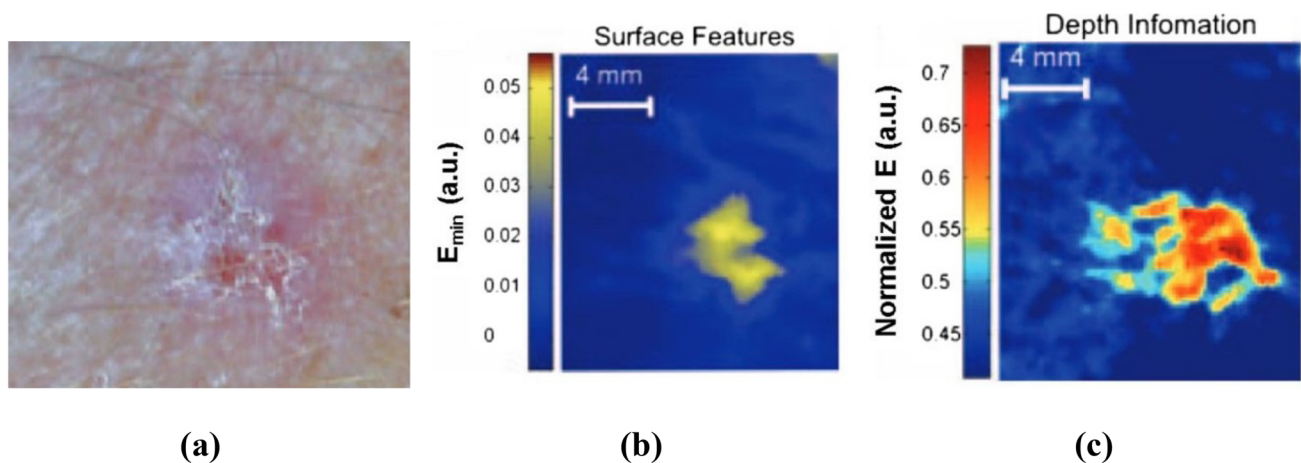 Surface Features
4 mm
E_min (a.u.)
0.05
0.04
0.03
0.02
0.01
0
Depth Infomation
4 mm
Normalized E (a.u.)
0.7
0.65
0.6
0.55
0.5
0.45
(a)
(b)
(c)